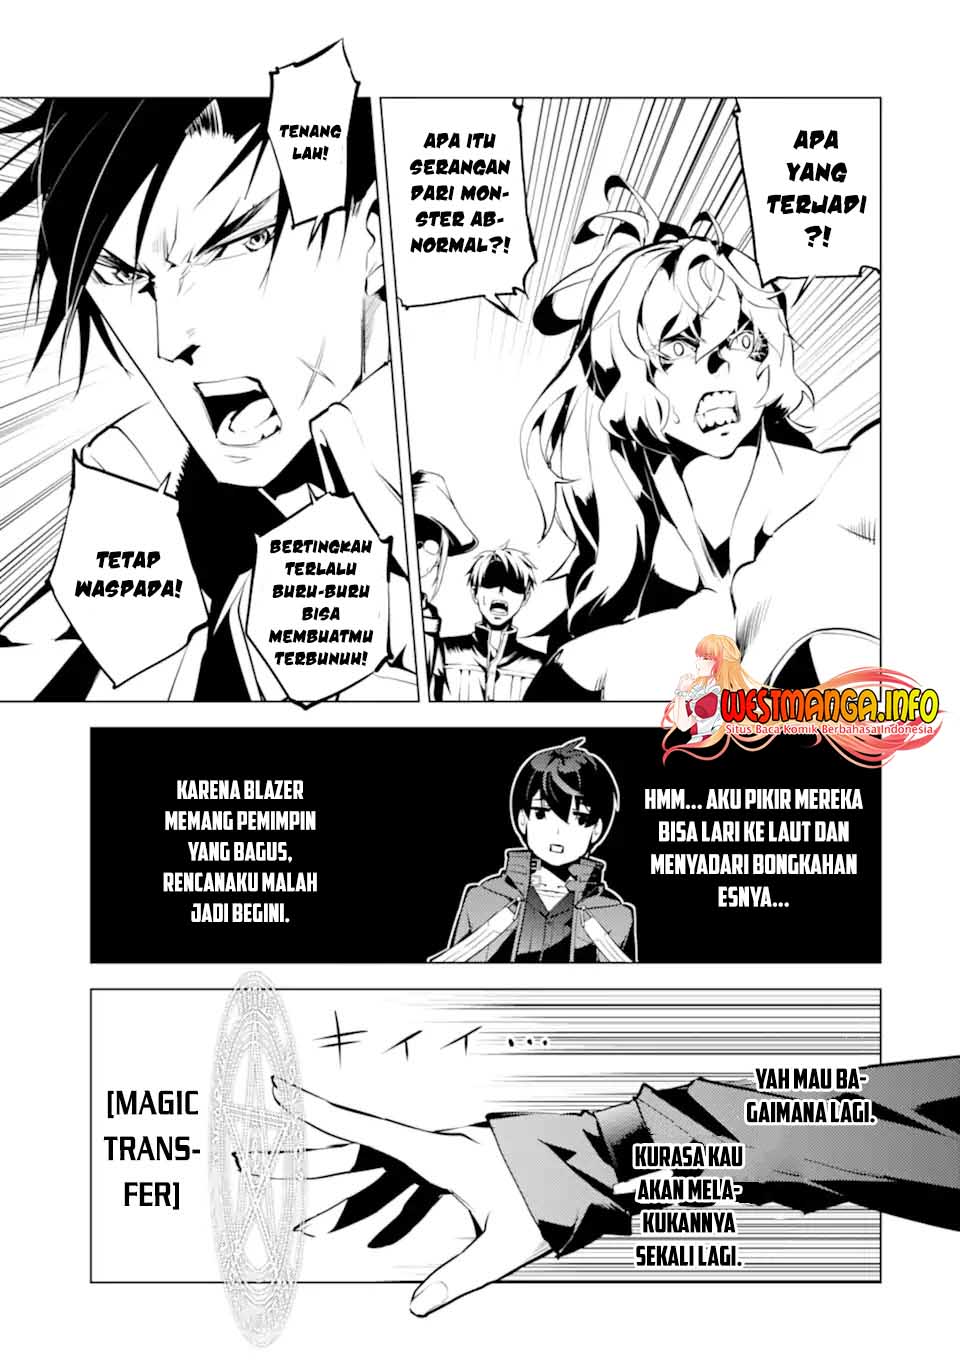 APA
YANG
TERJADI
?!
APA ITU
SERANGAN
DARI MON-
STER AB-
NORMAL?!
TENANG
LAH!
BERTINGKAH
TERLALU
BURU-BURU
BISA
MEMBUATMU
TERBUNUH!
TETAP
WASPADA!
WESTMANGA.INFO
Situs Baca Komik Berbahasa Indonesia
HMM... AKU PIKIR MEREKA
BISA LARI KE LAUT DAN
MENYADARI BONGKAHAN
ESNYA...
KARENA BLAZER
MEMANG PEMIMPIN
YANG BAGUS,
RENCANAKU MALAH
JADI BEGINI.
YAH MAU BA-
GAIMANA LAGI.
KURASA KAU
AKAN MELA-
KUKANNYA
SEKALI LAGI.
キィィ...
[MAGIC
TRANS-
FER]